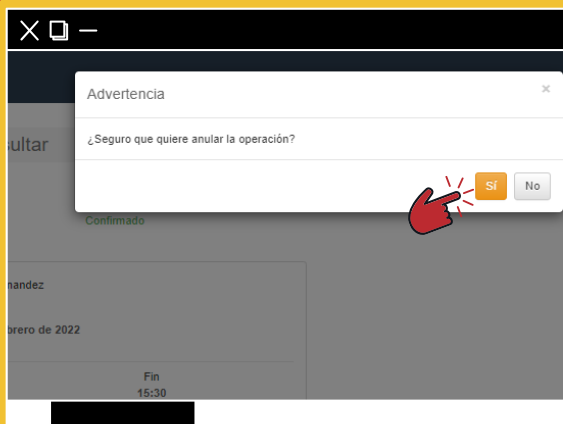 Advertencia
×
¿Seguro que quiere anular la operación?
Sí No
sultar
Confirmado
nandez
brero de 2022
Fin
15:30